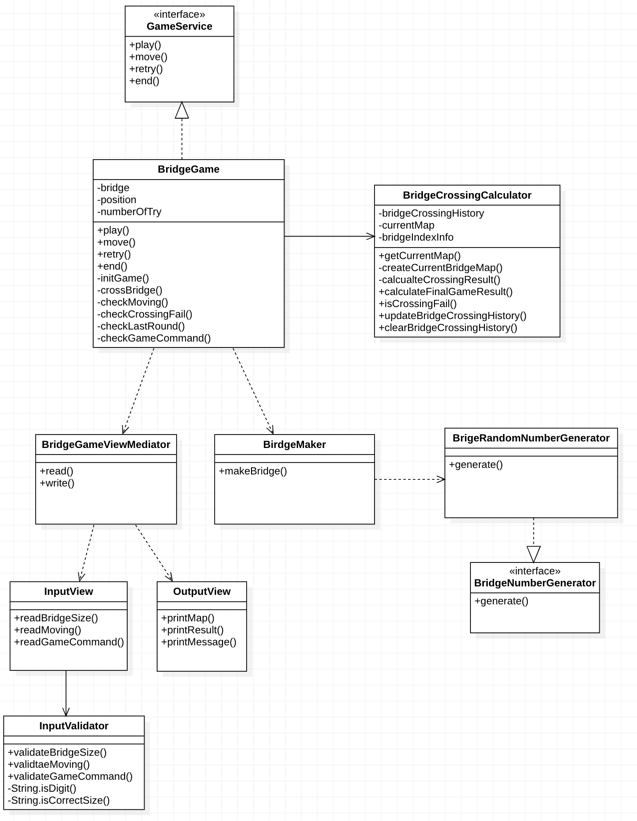 «interface»
GameService
+play()
+move()
+retry()
+end()
BridgeGame
-bridge
-position
-numberOfTry
+play()
+move()
+retry()
+end()
-initGame()
-crossBridge()
-checkMoving()
-checkCrossingFail()
-checkLastRound()
-checkGameCommand()
BridgeCrossingCalculator
-bridgeCrossingHistory
-currentMap
-bridgeIndexInfo
+getCurrentMap()
-createCurrentBridgeMap()
-calcualteCrossingResult()
+calculateFinalGameResult()
+isCrossingFail()
+updateBridgeCrossingHistory()
+clearBridgeCrossingHistory()
BridgeGameViewMediator
+read()
+write()
BirdgeMaker
+makeBridge()
BrigeRandomNumberGenerator
+generate()
«interface»
BridgeNumberGenerator
+generate()
InputView
+readBridgeSize()
+readMoving()
+readGameCommand()
OutputView
+printMap()
+printResult()
+printMessage()
InputValidator
+validateBridgeSize()
+validtaeMoving()
+validateGameCommand()
-String.isDigit()
-String.isCorrectSize()